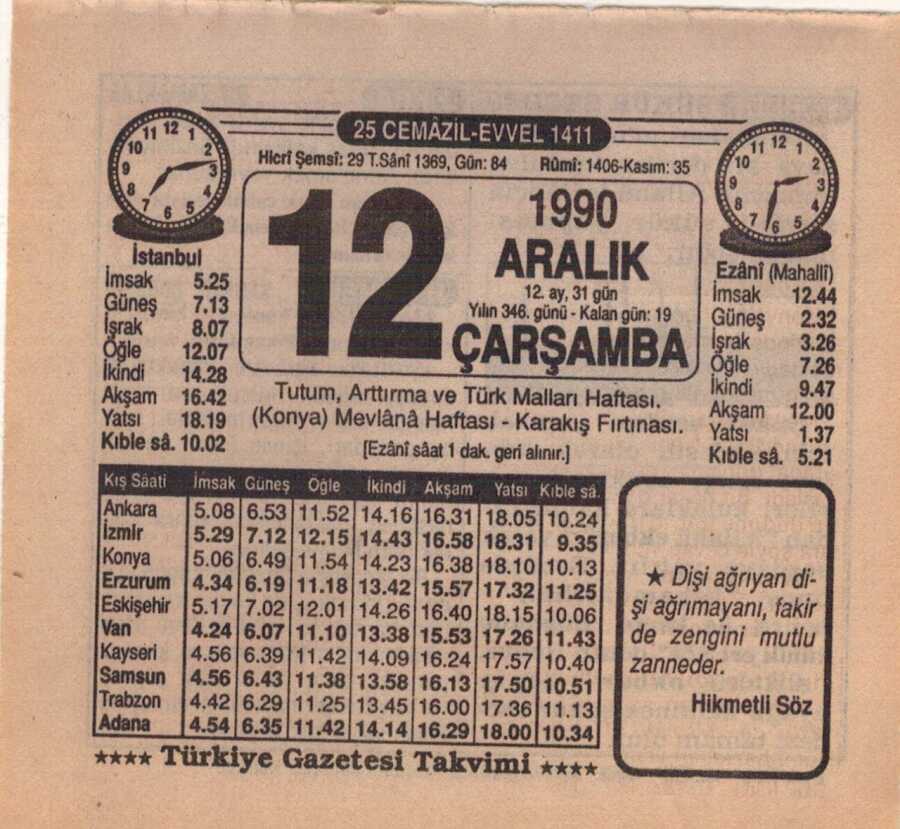 25 CEMÂZİL-EVVEL 1411
Hicrî Şemsî: 29 T.Sânî 1369, Gün: 84 Rûmî: 1406-Kasım: 35
12
1990
ARALIK
12. ay, 31 gün
Yılın 346. günü - Kalan gün: 19
ÇARŞAMBA
İstanbul
İmsak 5.25
Güneş 7.13
İşrak 8.07
Öğle 12.07
İkindi 14.28
Akşam 16.42
Yatsı 18.19
Kıble sâ. 10.02
Ezânî (Mahallî)
İmsak 12.44
Güneş 2.32
İşrak 3.26
Öğle 7.26
İkindi 9.47
Akşam 12.00
Yatsı 1.37
Kıble sâ. 5.21
Tutum, Arttırma ve Türk Malları Haftası.
(Konya) Mevlânâ Haftası - Karakış Fırtınası.
[Ezânî sâat 1 dak. geri alınır.]
Kış Sâati İmsak Güneş Öğle İkindi Akşam Yatsı Kıble sâ.
Ankara 5.08 6.53 11.52 14.16 16.31 18.05 10.24
İzmir 5.29 7.12 12.15 14.43 16.58 18.31 9.35
Konya 5.06 6.49 11.54 14.23 16.38 18.10 10.13
Erzurum 4.34 6.19 11.18 13.42 15.57 17.32 11.25
Eskişehir 5.17 7.02 12.01 14.26 16.40 18.15 10.06
Van 4.24 6.07 11.10 13.38 15.53 17.26 11.43
Kayseri 4.56 6.39 11.42 14.09 16.24 17.57 10.40
Samsun 4.56 6.43 11.38 13.58 16.13 17.50 10.51
Trabzon 4.42 6.29 11.25 13.45 16.00 17.36 11.13
Adana 4.54 6.35 11.42 14.14 16.29 18.00 10.34
★ Dişi ağrıyan di-
şi ağrımayanı, fakir
de zengini mutlu
zanneder.
Hikmetli Söz
★★★★ Türkiye Gazetesi Takvimi ★★★★